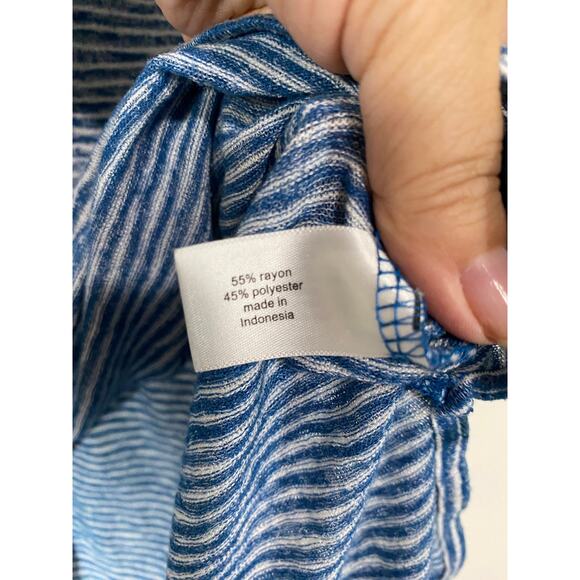 55% rayon
45% polyester
made in
Indonesia